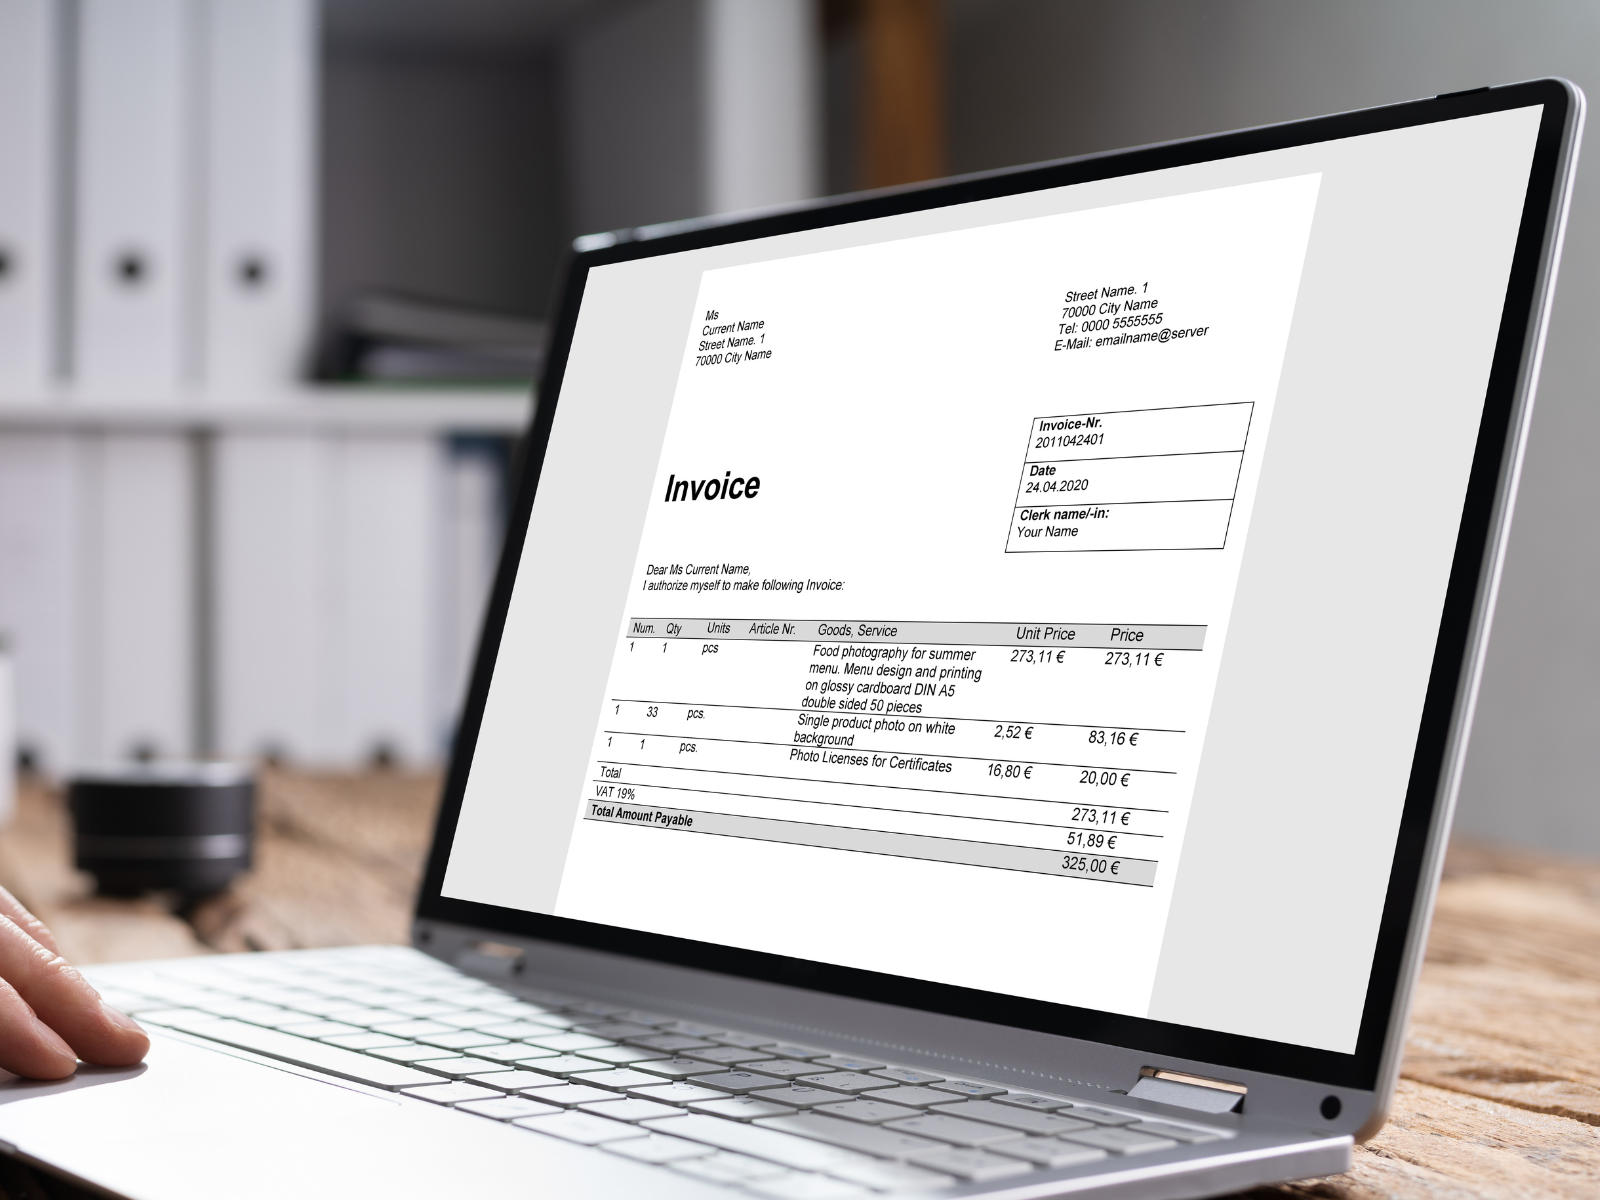 Ms
Current Name
Street Name. 1
70000 City Name
Street Name. 1
70000 City Name
Tel: 0000 5555555
E-Mail: emailname@server
Invoice-Nr.
2011042401
Date
24.04.2020
Clerk name/-in:
Your Name
Invoice
Dear Ms Current Name,
I authorize myself to make following Invoice:
Num. Qty Units Article Nr. Goods, Service Unit Price Price
1 1 pcs Food photography for summer 273,11 € 273,11 €
menu. Menu design and printing
on glossy cardboard DIN A5
double sided 50 pieces
1 33 pcs. Single product photo on white 2,52 € 83,16 €
background
1 1 pcs. Photo Licenses for Certificates 16,80 € 20,00 €
Total 273,11 €
VAT 19% 51,89 €
Total Amount Payable 325,00 €